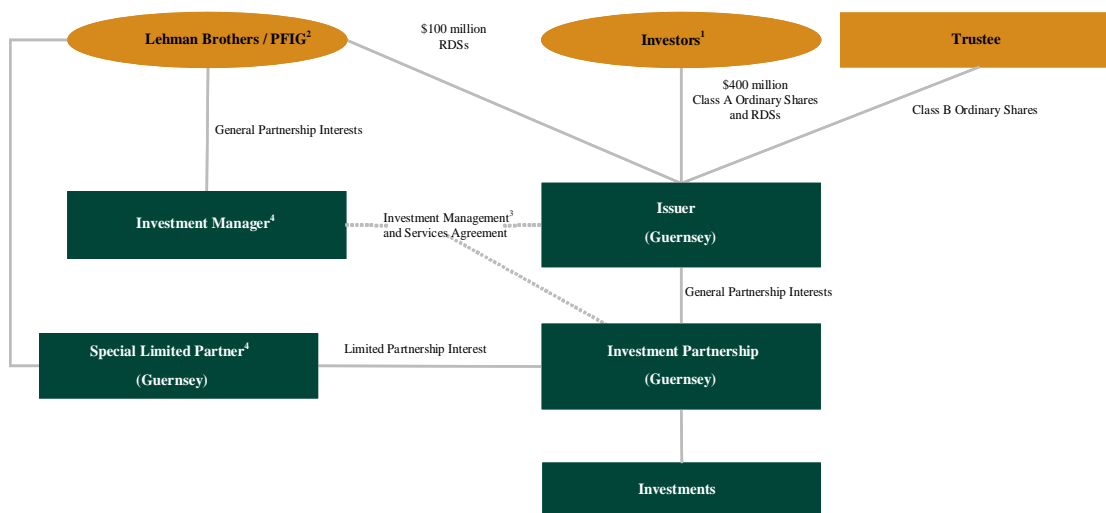 Lehman Brothers / PFIG²
$100 million
RDSs
Investors¹
Trustee
$400 million
Class A Ordinary Shares
and RDSs
Class B Ordinary Shares
General Partnership Interests
Investment Manager⁴
Investment Management³
and Services Agreement
Issuer
(Guernsey)
General Partnership Interests
Special Limited Partner⁴
(Guernsey)
Limited Partnership Interest
Investment Partnership
(Guernsey)
Investments